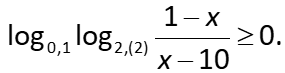 log₀,₁ log₂,₍₂₎ (1 − x)/(x − 10) ≥ 0.